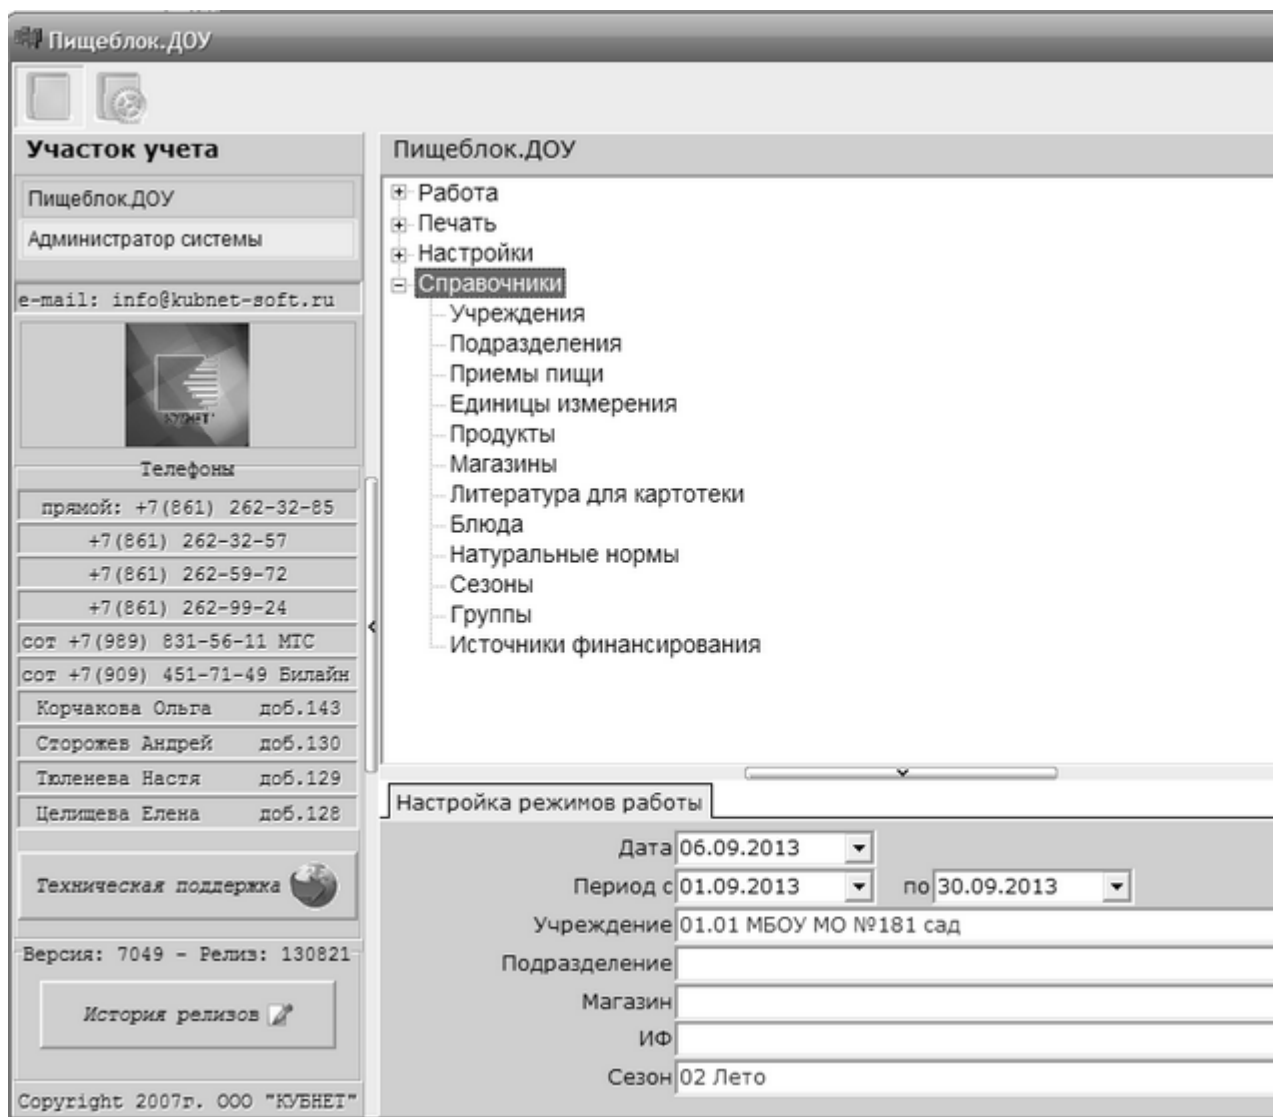 Пищеблок.ДОУ
Участок учета
Пищеблок.ДОУ
Администратор системы
e-mail: info@kubnet-soft.ru
КУБНЕТ
Телефоны
прямой: +7(861) 262-32-85
+7(861) 262-32-57
+7(861) 262-59-72
+7(861) 262-99-24
сот +7(989) 831-56-11 МТС
сот +7(909) 451-71-49 Билайн
Корчакова Ольга доб.143
Сторожев Андрей доб.130
Тюленева Настя доб.129
Целищева Елена доб.128
Техническая поддержка
Версия: 7049 - Релиз: 130821
История релизов
Copyright 2007г. ООО "КУБНЕТ"
Пищеблок.ДОУ
Работа
Печать
Настройки
Справочники
Учреждения
Подразделения
Приемы пищи
Единицы измерения
Продукты
Магазины
Литература для картотеки
Блюда
Натуральные нормы
Сезоны
Группы
Источники финансирования
Настройка режимов работы
Дата 06.09.2013
Период с 01.09.2013 по 30.09.2013
Учреждение 01.01 МБОУ МО №181 сад
Подразделение
Магазин
ИФ
Сезон 02 Лето